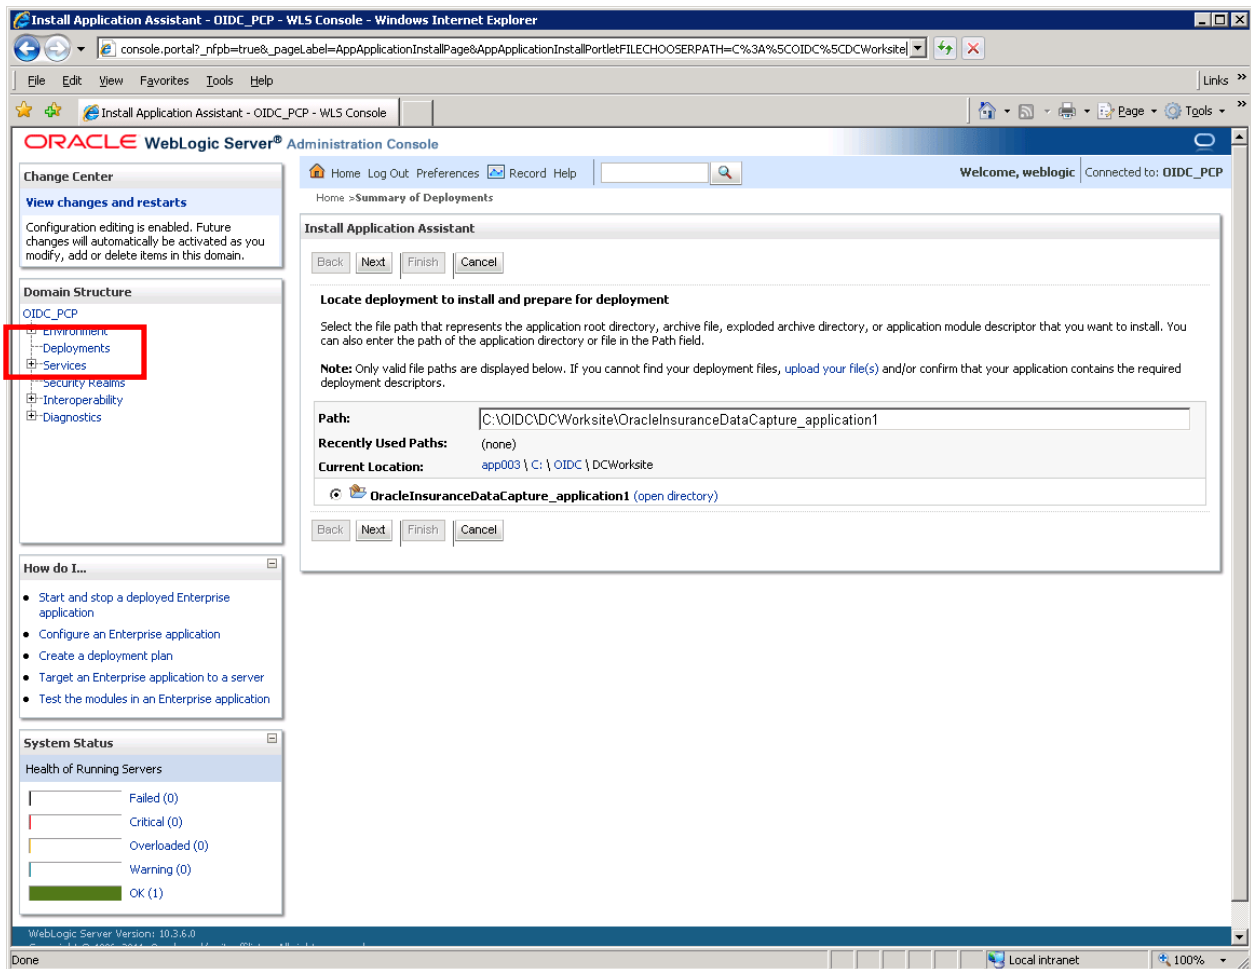 Install Application Assistant - OIDC_PCP - WLS Console - Windows Internet Explorer
console.portal?_nfpb=true&_pageLabel=AppApplicationInstallPage&AppApplicationInstallPortletFILECHOOSERPATH=C%3A%5COIDC%5CDCWorksite
File Edit View Favorites Tools Help Links »
Install Application Assistant - OIDC_PCP - WLS Console Page Tools »
ORACLE WebLogic Server® Administration Console
Change Center
View changes and restarts
Configuration editing is enabled. Future
changes will automatically be activated as you
modify, add or delete items in this domain.
Domain Structure
OIDC_PCP
Environment
Deployments
Services
Security Realms
Interoperability
Diagnostics
How do I...
Start and stop a deployed Enterprise
application
Configure an Enterprise application
Create a deployment plan
Target an Enterprise application to a server
Test the modules in an Enterprise application
System Status
Health of Running Servers
Failed (0)
Critical (0)
Overloaded (0)
Warning (0)
OK (1)
Home Log Out Preferences Record Help Welcome, weblogic Connected to: OIDC_PCP
Home >Summary of Deployments
Install Application Assistant
Back Next Finish Cancel
Locate deployment to install and prepare for deployment
Select the file path that represents the application root directory, archive file, exploded archive directory, or application module descriptor that you want to install. You
can also enter the path of the application directory or file in the Path field.
Note: Only valid file paths are displayed below. If you cannot find your deployment files, upload your file(s) and/or confirm that your application contains the required
deployment descriptors.
Path: C:\OIDC\DCWorksite\OracleInsuranceDataCapture_application1
Recently Used Paths: (none)
Current Location: app003 \ C: \ OIDC \ DCWorksite
OracleInsuranceDataCapture_application1 (open directory)
Back Next Finish Cancel
WebLogic Server Version: 10.3.6.0
Done Local intranet 100%